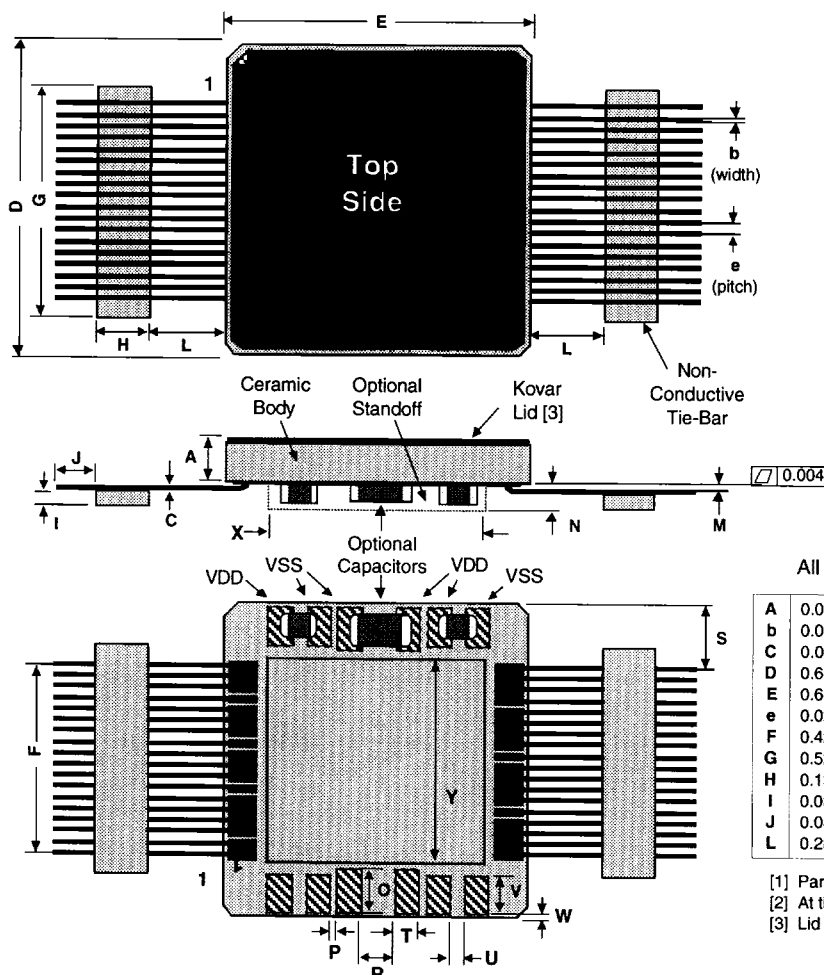 E
1
D
G
Top
Side
b
(width)
e
(pitch)
H
L
L
Non-
Conductive
Tie-Bar
Ceramic
Body
Optional
Standoff
Kovar
Lid [3]
J
A
I
C
X
N
M
0.004
Optional
Capacitors
VDD
VSS
VDD
VSS
S
F
Y
1
O
V
W
P
R
T
U
All
A 0.0
b 0.0
C 0.0
D 0.6
E 0.6
e 0.0
F 0.4
G 0.5
H 0.1
I 0.0
J 0.0
L 0.2
[1] Par
[2] At ti
[3] Lid